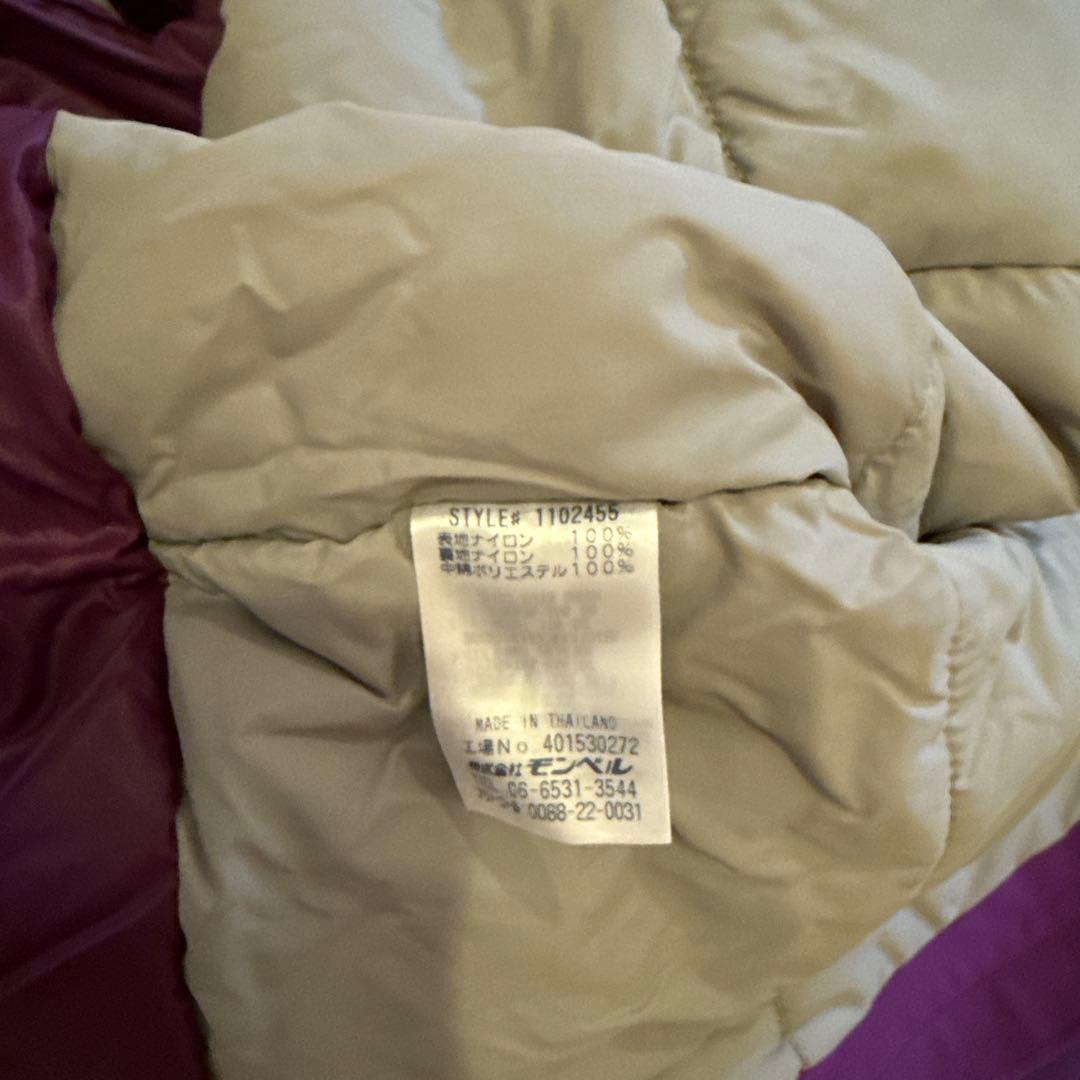 STYLE# 1102455
表地ナイロン 100%
裏地ナイロン 100%
中綿ポリエステル100%
MADE IN THAILAND
工場No. 401530272
株式会社 モンベル
06-6531-3544
0088-22-0031